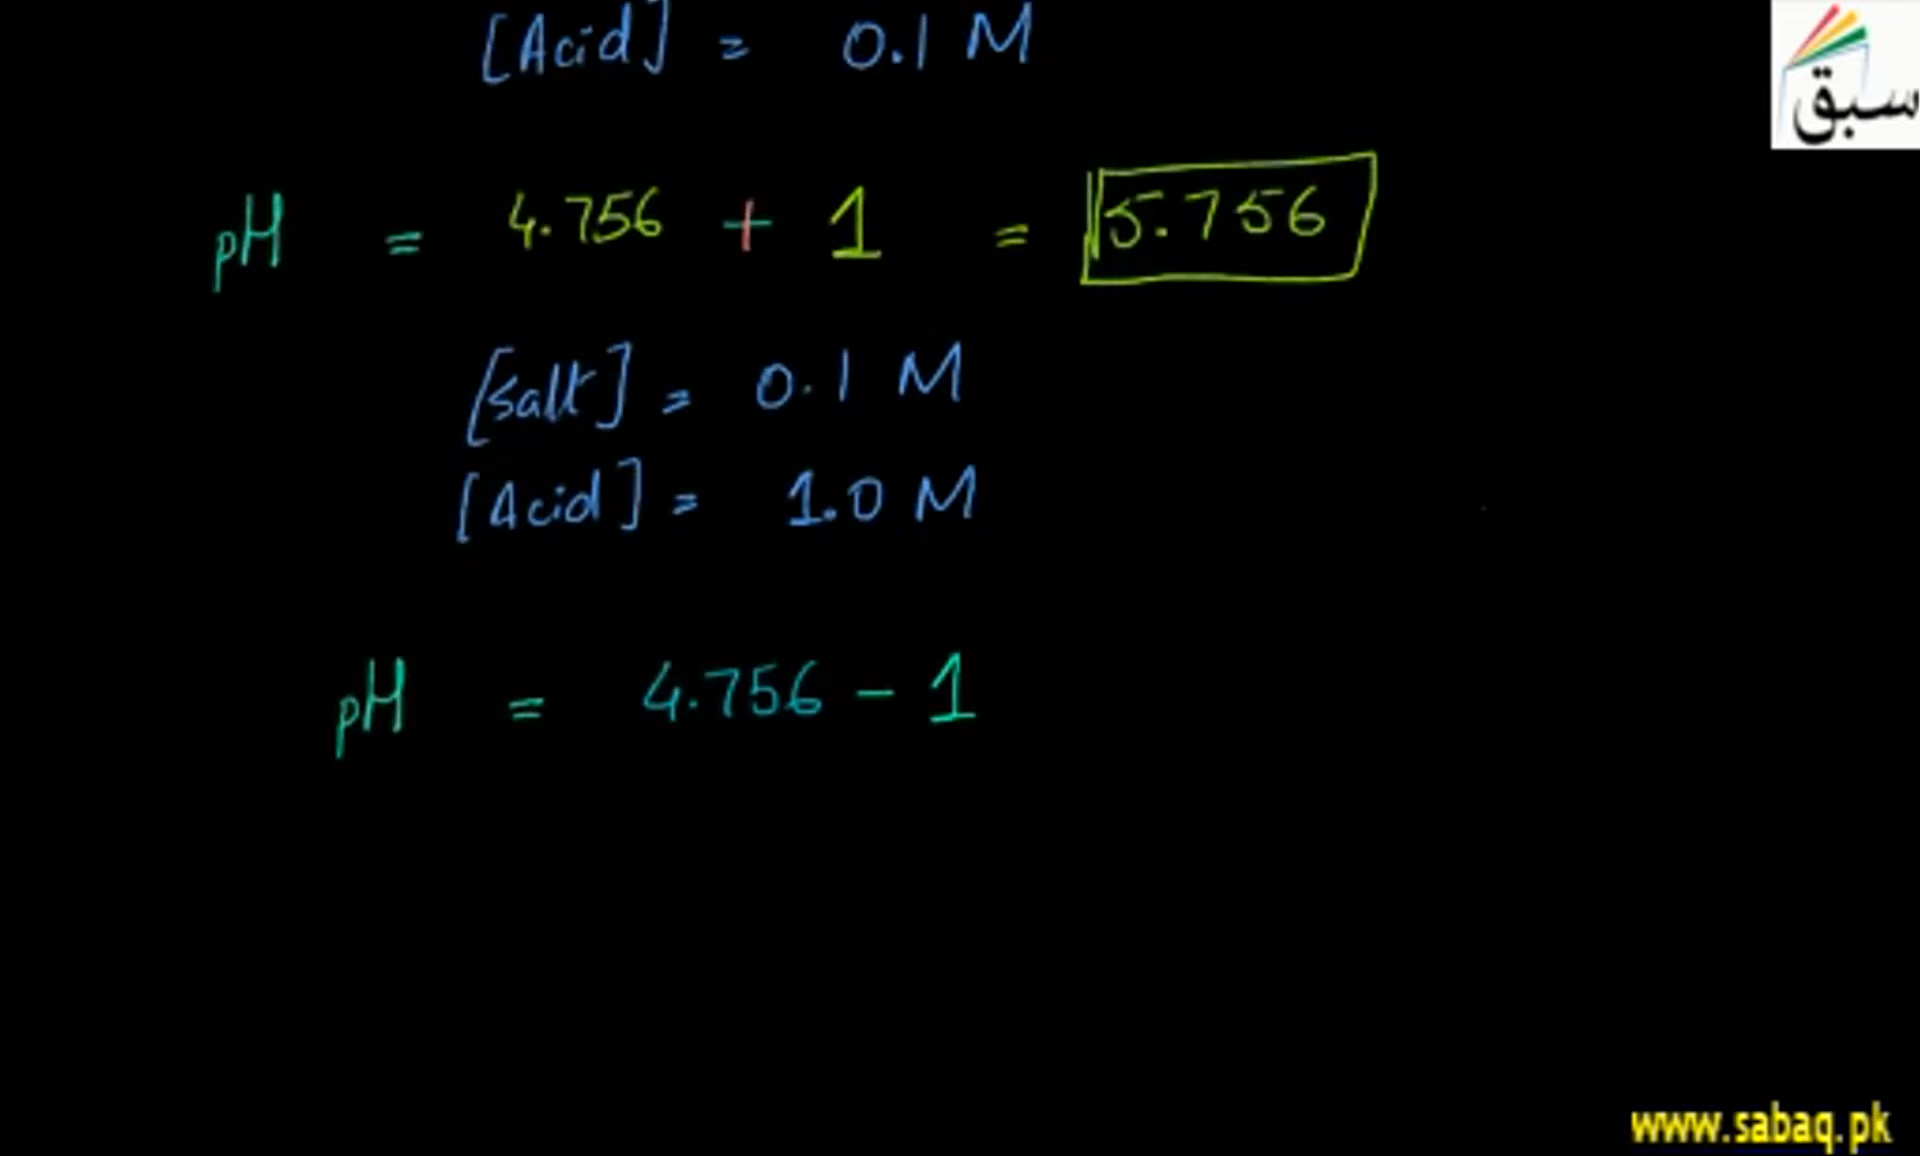 [Acid] = 0.1 M
سبق
pH = 4.756 + 1 = 5.756
[Salt] = 0.1 M
[Acid] = 1.0 M
pH = 4.756 - 1
www.sabaq.pk